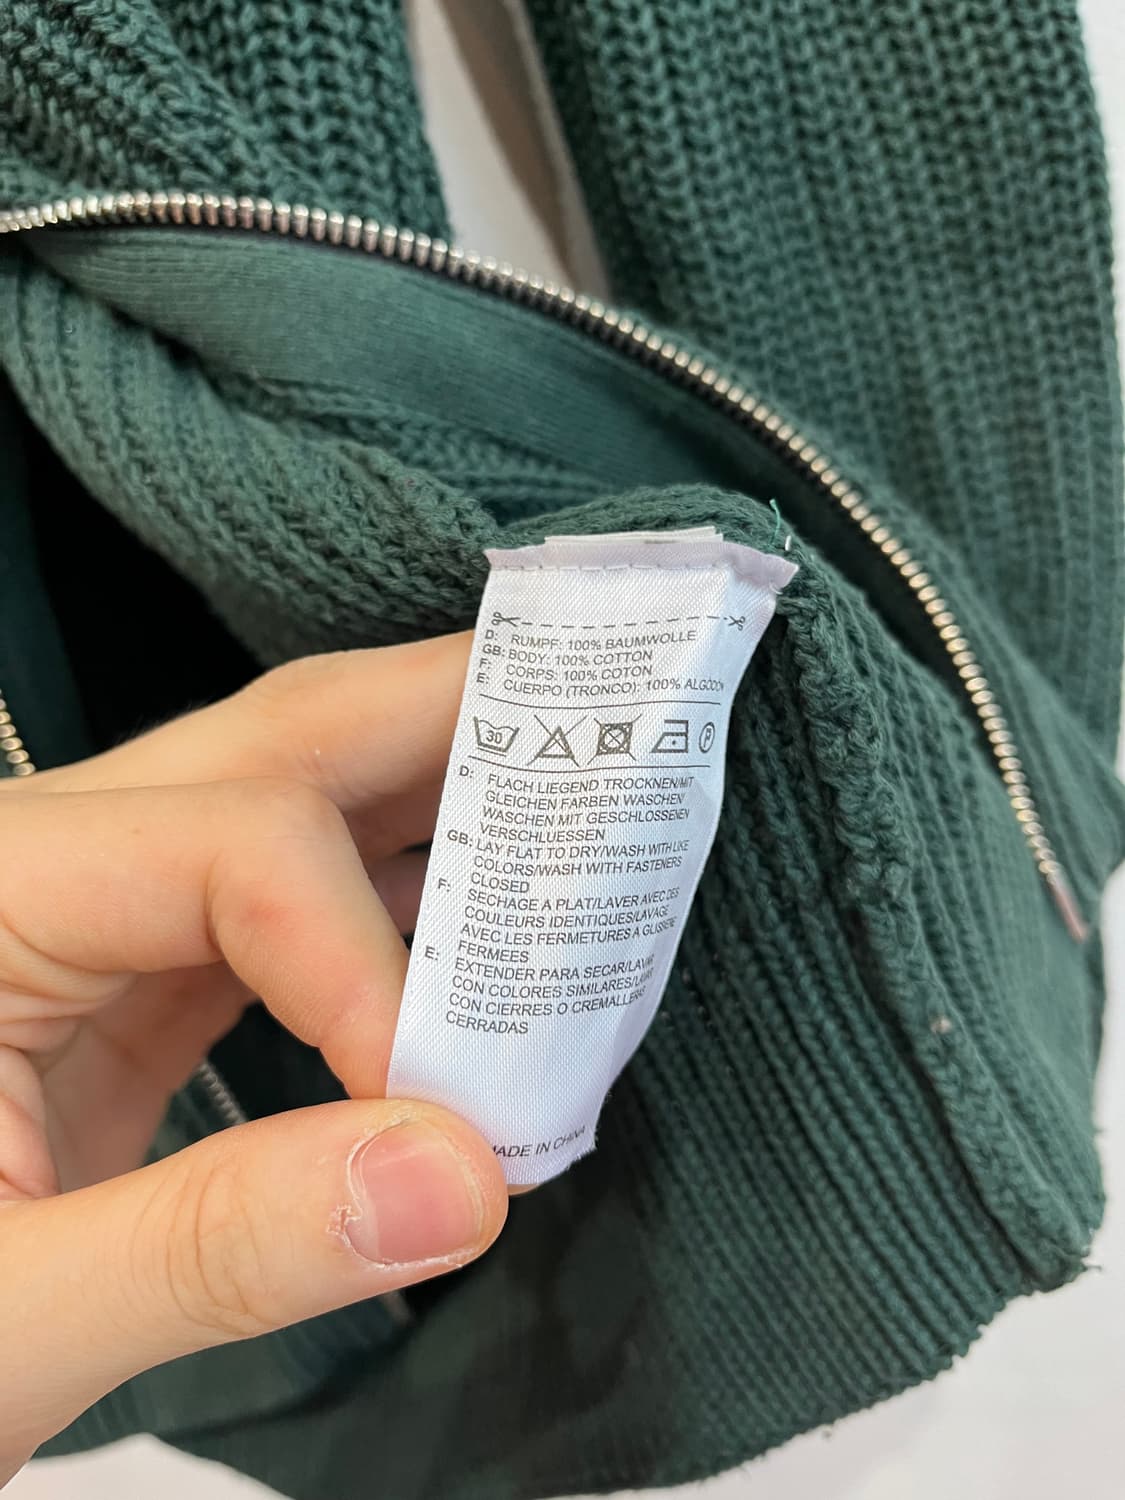 D: RUMPF: 100% BAUMWOLLE
GB: BODY: 100% COTTON
F: CORPS: 100% COTON
E: CUERPO (TRONCO): 100% ALGODON
30
P
D: FLACH LIEGEND TROCKNEN/MIT
GLEICHEN FARBEN WASCHEN/
WASCHEN MIT GESCHLOSSENEN
VERSCHLUESSEN
GB: LAY FLAT TO DRY/WASH WITH LIKE
COLORS/WASH WITH FASTENERS
CLOSED
F: SECHAGE A PLAT/LAVER AVEC DES
COULEURS IDENTIQUES/LAVAGE
AVEC LES FERMETURES A GLISSIERE
FERMEES
E: EXTENDER PARA SECAR/LAVAR
CON COLORES SIMILARES/LAVAR
CON CIERRES O CREMALLERAS
CERRADAS
MADE IN CHINA